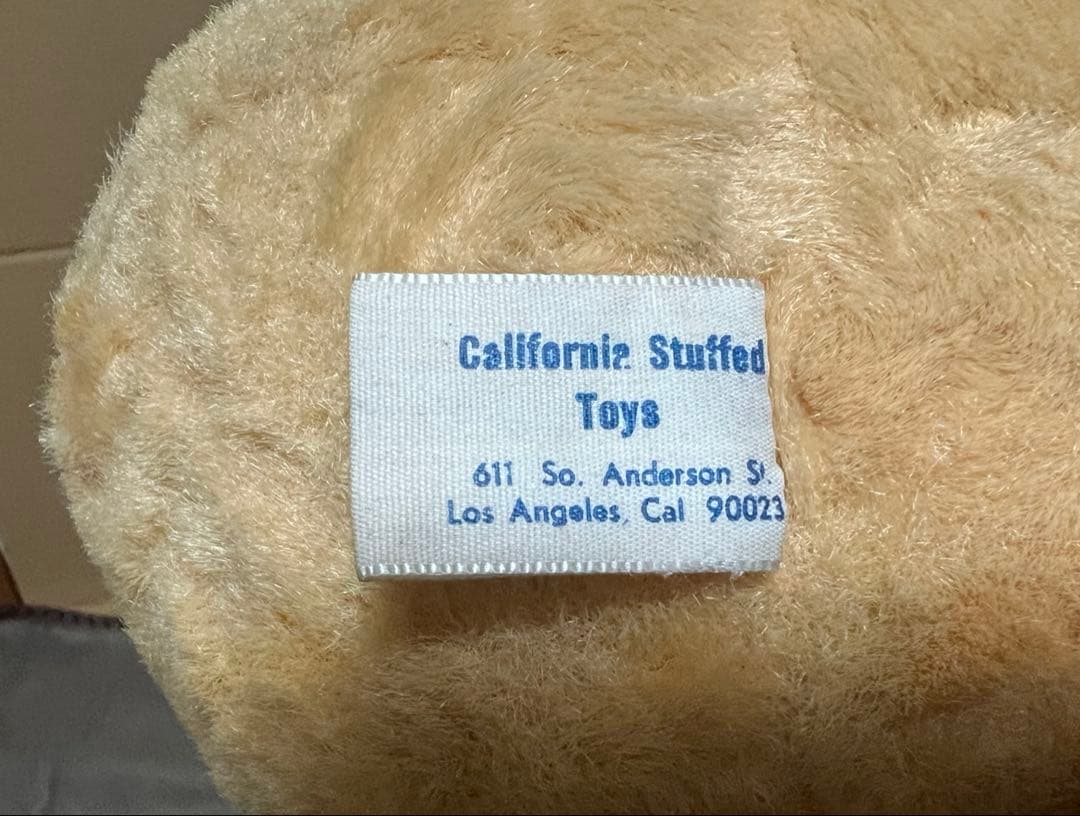 California Stuffed
Toys
611 So. Anderson St.
Los Angeles, Cal 90023